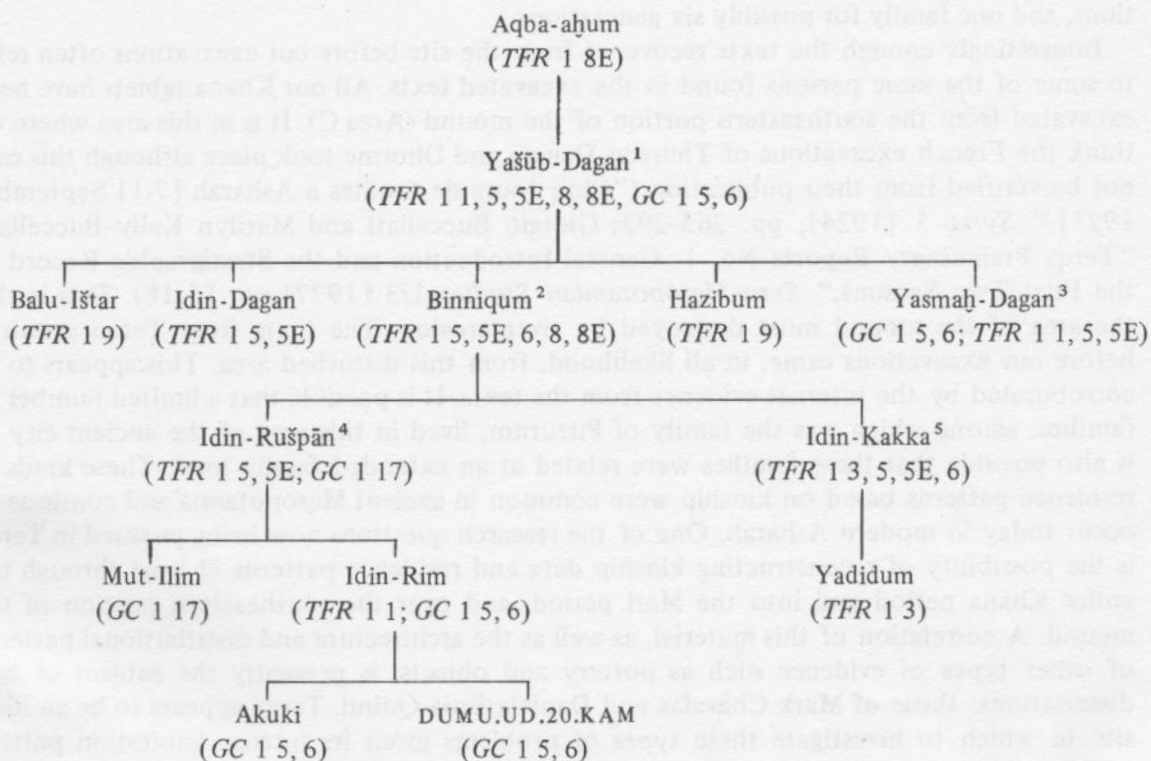 Aqba-aḫum
(TFR 1 8E)
Yašūb-Dagan¹
(TFR 1 1, 5, 5E, 8, 8E, GC 1 5, 6)
Balu-Ištar Idin-Dagan Binniqum² Hazibum Yasmaḫ-Dagan³
(TFR 1 9) (TFR 1 5, 5E) (TFR 1 5, 5E; 6, 8, 8E) (TFR 1 9) (GC 1 5, 6; TFR 1 1, 5, 5E)
Idin-Rušpān⁴ Idin-Kakka⁵
(TFR 1 5, 5E; GC 1 17) (TFR 1 3, 5, 5E, 6)
Mut-Ilim Idin-Rim Yadidum
(GC 1 17) (TFR 1 1; GC 1 5, 6) (TFR 1 3)
Akuki DUMU.UD.20.KAM
(GC 1 5, 6) (GC 1 5, 6)